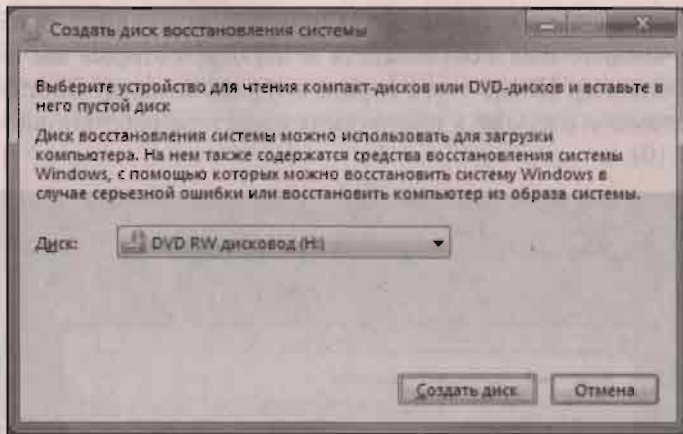 Создать диск восстановления системы
Выберите устройство для чтения компакт-дисков или DVD-дисков и вставьте в
него пустой диск
Диск восстановления системы можно использовать для загрузки
компьютера. На нем также содержатся средства восстановления системы
Windows, с помощью которых можно восстановить систему Windows в
случае серьезной ошибки или восстановить компьютер из образа системы.
Диск: DVD RW дисковод (H:)
Создать диск Отмена